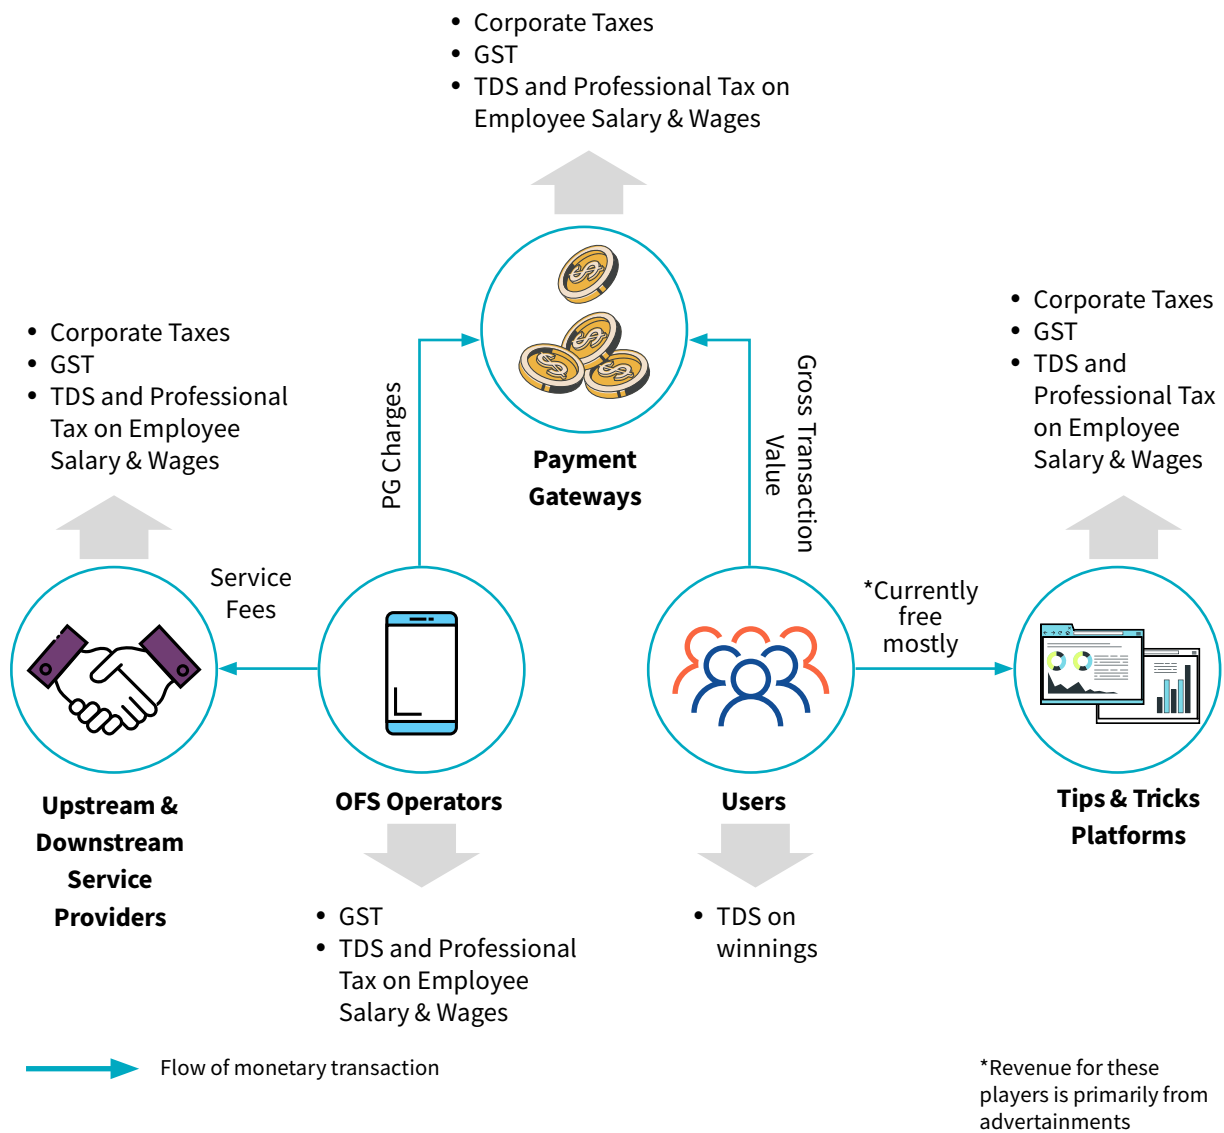 • Corporate Taxes
• GST
• TDS and Professional Tax on
Employee Salary & Wages
• Corporate Taxes
• GST
• TDS and Professional
Tax on Employee
Salary & Wages
• Corporate Taxes
• GST
• TDS and
Professional Tax
on Employee
Salary & Wages
PG Charges
Gross Transaction
Value
Payment
Gateways
Service
Fees
*Currently
free
mostly
Upstream &
Downstream
Service
Providers
OFS Operators
Users
Tips & Tricks
Platforms
• GST
• TDS and Professional
Tax on Employee
Salary & Wages
• TDS on
winnings
Flow of monetary transaction
*Revenue for these
players is primarily from
advertainments